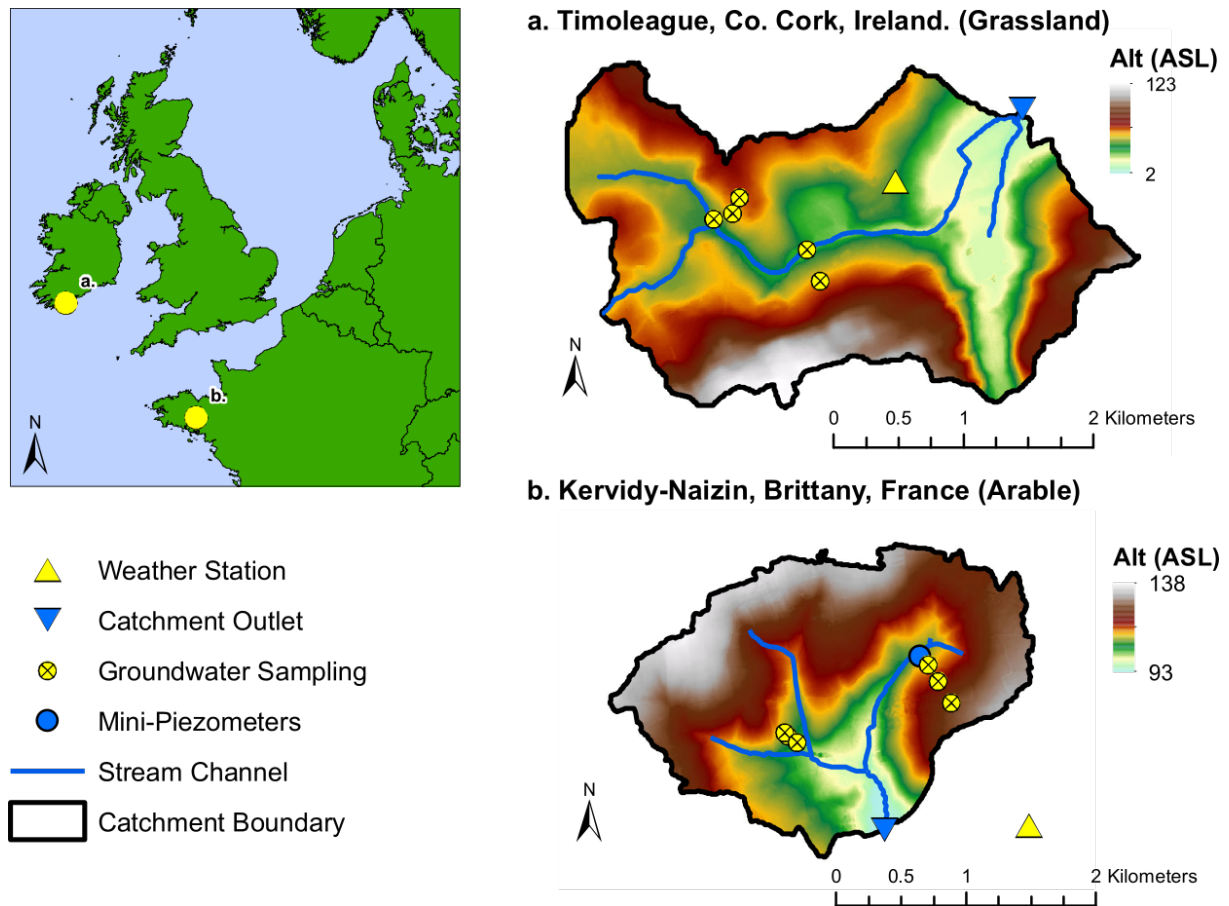 a.
b.
N
a. Timoleague, Co. Cork, Ireland. (Grassland)
Alt (ASL)
123
2
N
0 0.5 1 2 Kilometers
b. Kervidy-Naizin, Brittany, France (Arable)
Alt (ASL)
138
93
N
0 0.5 1 2 Kilometers
Weather Station
Catchment Outlet
Groundwater Sampling
Mini-Piezometers
Stream Channel
Catchment Boundary